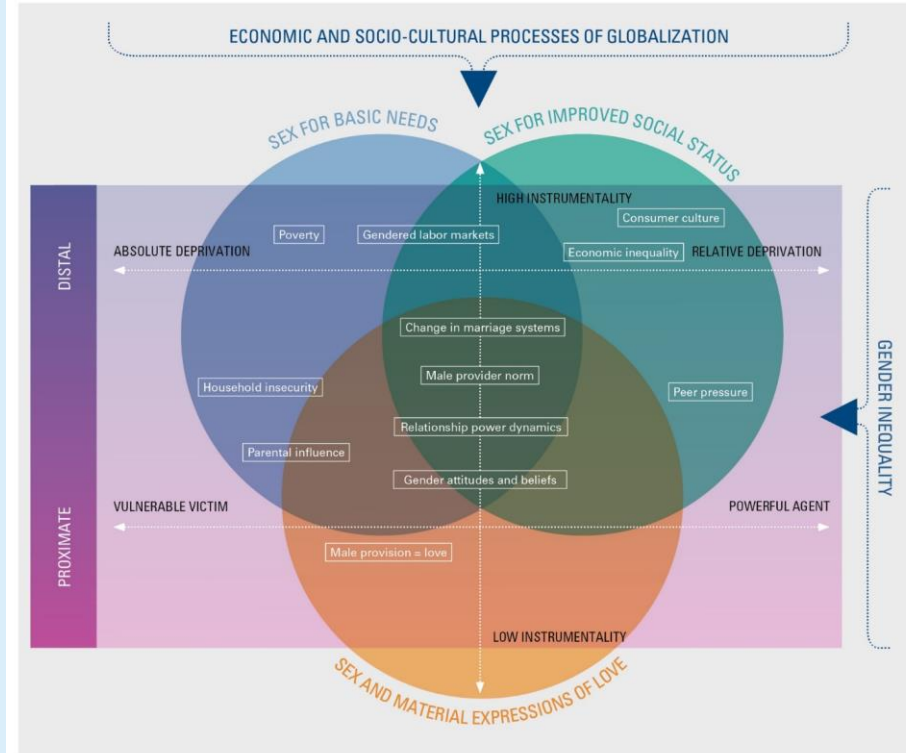 ECONOMIC AND SOCIO-CULTURAL PROCESSES OF GLOBALIZATION
SEX FOR BASIC NEEDS
SEX FOR IMPROVED SOCIAL STATUS
HIGH INSTRUMENTALITY
Consumer culture
Poverty
Gendered labor markets
ABSOLUTE DEPRIVATION
Economic inequality
RELATIVE DEPRIVATION
DISTAL
Change in marriage systems
Male provider norm
Household insecurity
Peer pressure
Relationship power dynamics
Parental influence
Gender attitudes and beliefs
GENDER INEQUALITY
VULNERABLE VICTIM
POWERFUL AGENT
PROXIMATE
Male provision = love
LOW INSTRUMENTALITY
SEX AND MATERIAL EXPRESSIONS OF LOVE